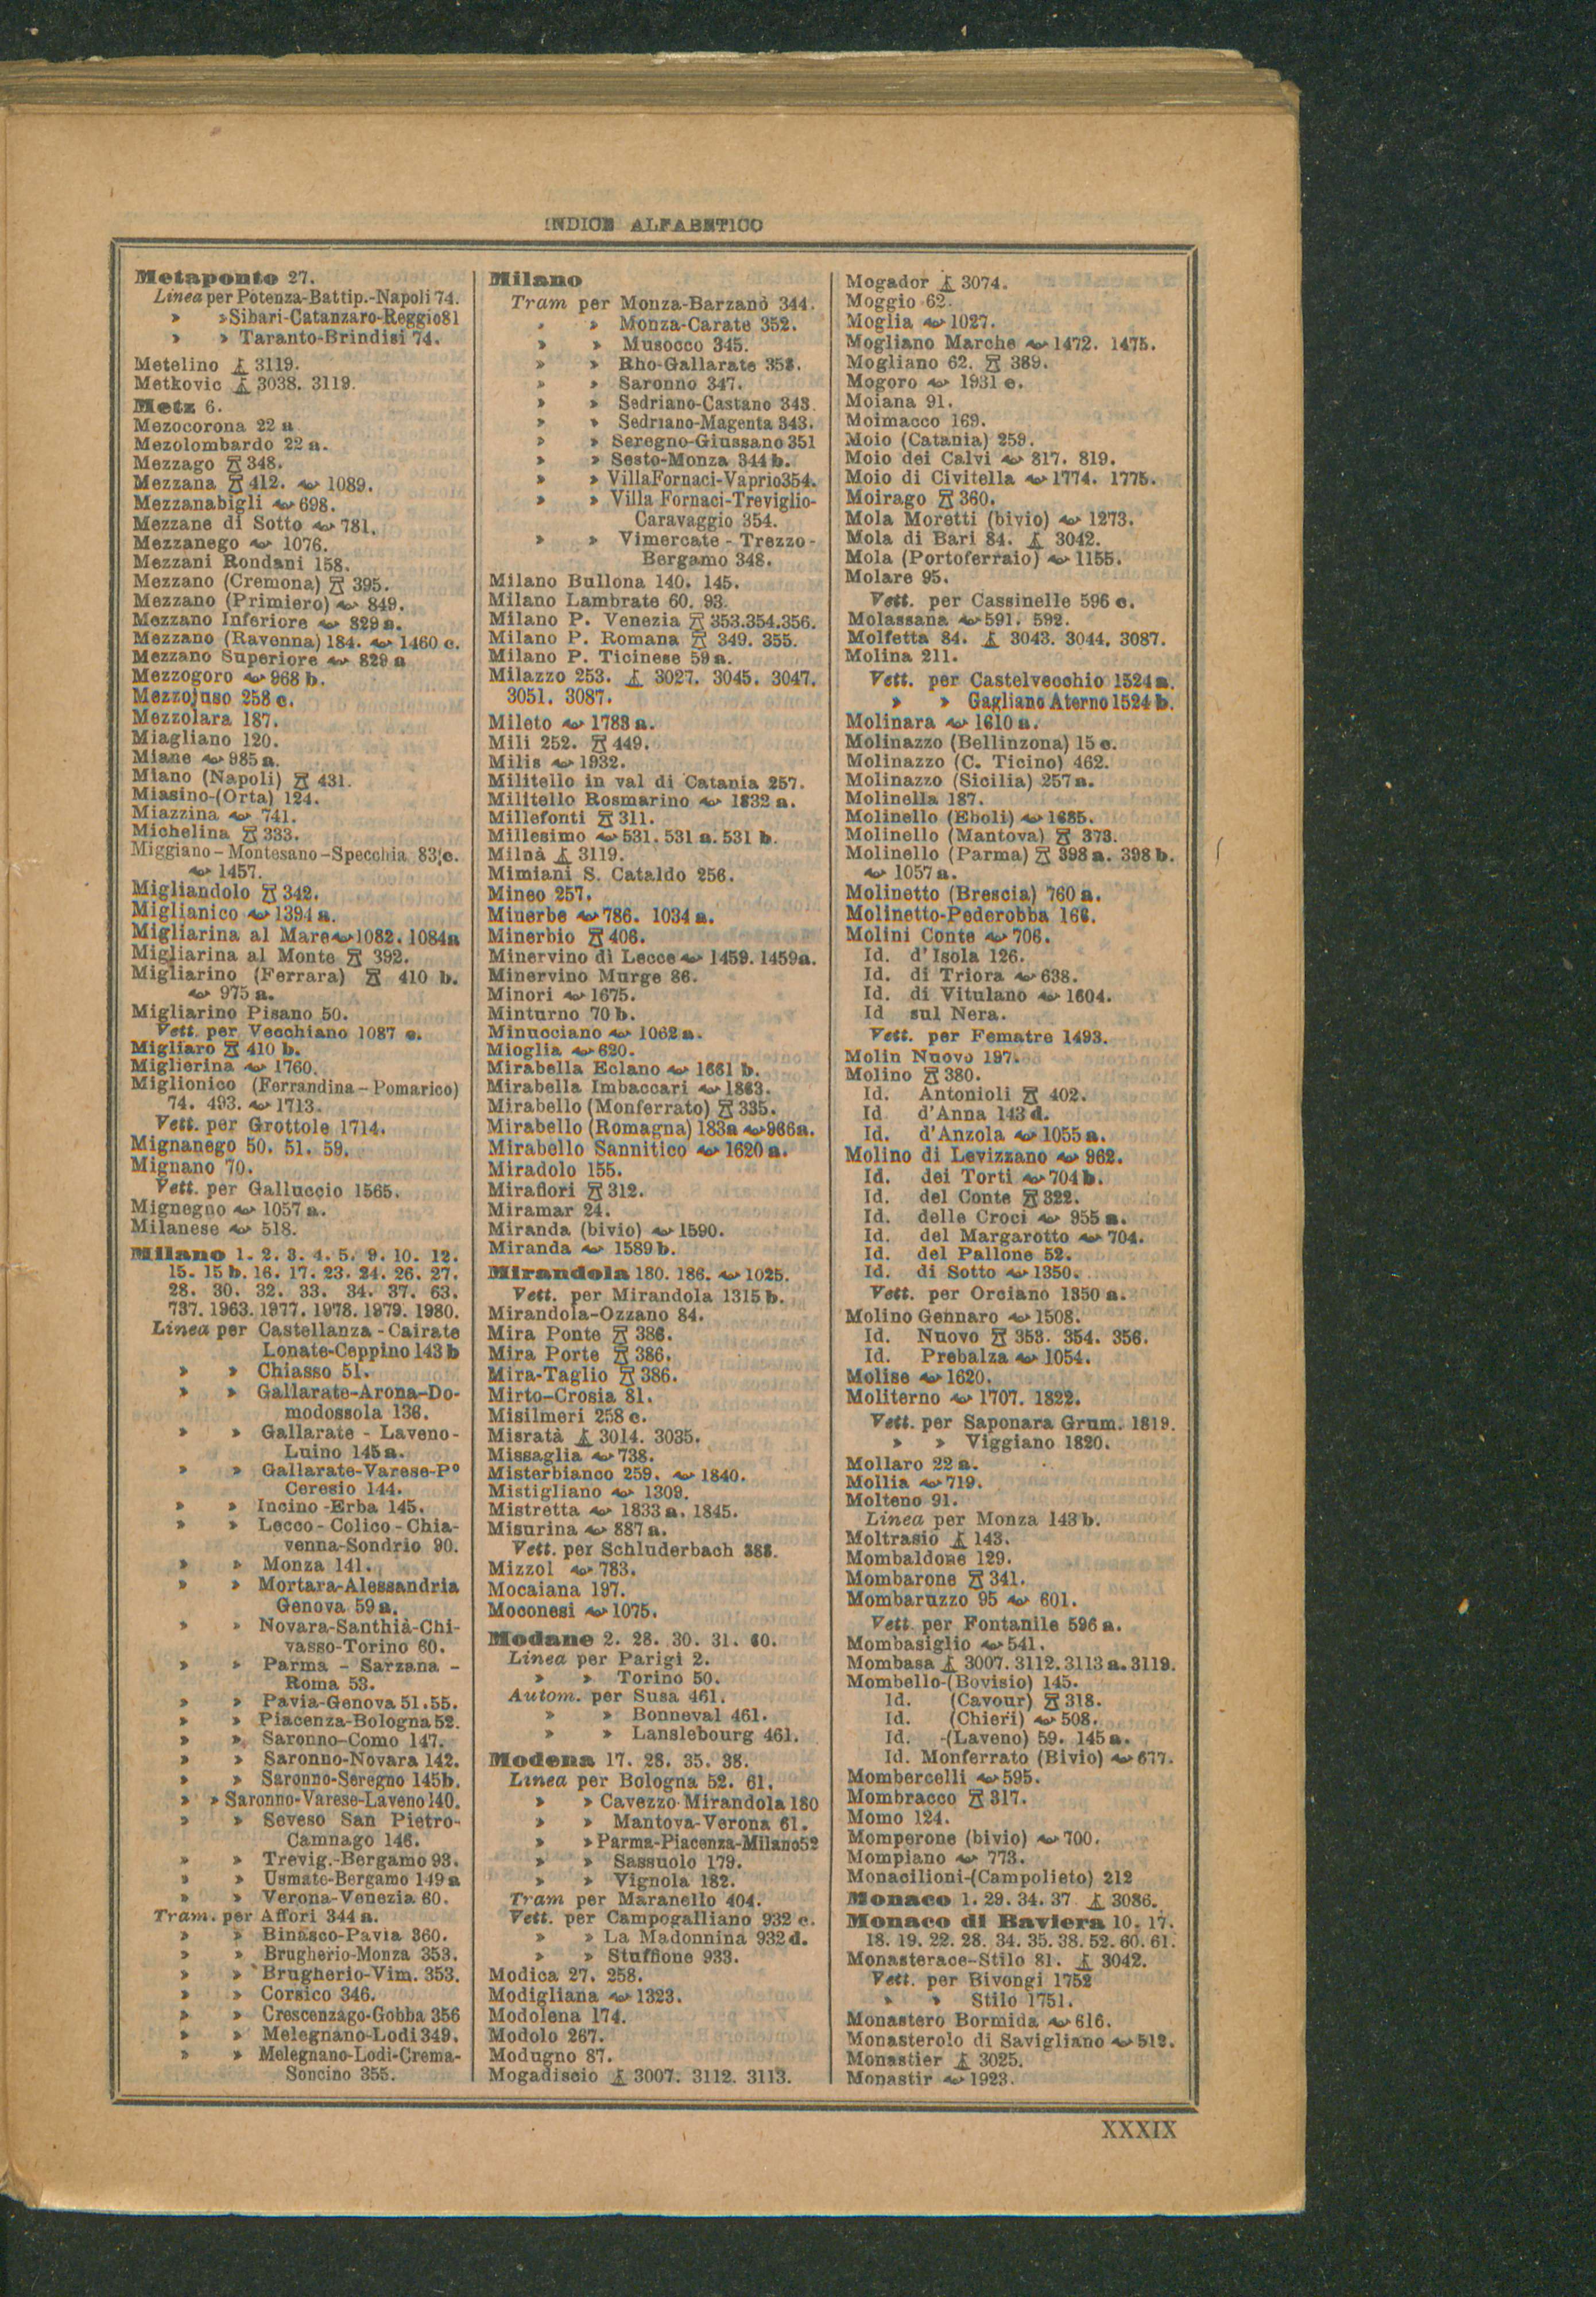 INDICE ALFABETICO
Metaponto 27.
Linea per Potenza-Battip.-Napoli 74.
» » Sibari-Catanzaro-Reggio 81
» » Taranto-Brindisi 74.
Metelino 3119.
Metkovic 3038. 3119.
Metz 6.
Mezocorona 22 a
Mezolombardo 22 a.
Mezzago 348.
Mezzana 412. 1089.
Mezzanabigli 698.
Mezzane di Sotto 781.
Mezzanego 1076.
Mezzani Rondani 158.
Mezzano (Cremona) 395.
Mezzano (Primiero) 849.
Mezzano Inferiore 829 a.
Mezzano (Ravenna) 184. 1460 c.
Mezzano Superiore 829 a
Mezzogoro 968 b.
Mezzojuso 258 c.
Mezzolara 187.
Miagliano 120.
Miane 985 a.
Miano (Napoli) 431.
Miasino-(Orta) 124.
Miazzina 741.
Michelina 333.
Miggiano-Montesano-Specchia 83 c.
1457.
Migliandolo 342.
Miglianico 1394 a.
Migliarina al Mare 1082. 1084a
Migliarina al Monte 392.
Migliarino (Ferrara) 410 b.
975 a.
Migliarino Pisano 50.
Vett. per Vecchiano 1087 e.
Migliaro 410 b.
Miglierina 1760.
Miglionico (Ferrandina-Pomarico)
74. 493. 1713.
Vett. per Grottole 1714.
Mignanego 50. 51. 59.
Mignano 70.
Vett. per Galluccio 1565.
Mignegno 1057 a.
Milanese 518.
Milano 1. 2. 3. 4. 5. 9. 10. 12.
15. 15 b. 16. 17. 23. 24. 26. 27.
28. 30. 32. 33. 34. 37. 63.
737. 1963. 1977. 1978. 1979. 1980.
Linea per Castellanza-Cairate
Lonate-Ceppino 143 b
» » Chiasso 51.
» » Gallarate-Arona-Do-
modossola 136.
» » Gallarate - Laveno-
Luino 145 a.
» » Gallarate-Varese-Pº
Ceresio 144.
» » Incino-Erba 145.
» » Lecco - Colico - Chia-
venna-Sondrio 90.
» » Monza 141.
» » Mortara-Alessandria
Genova 59 a.
» » Novara-Santhià-Chi-
vasso-Torino 60.
» » Parma - Sarzana -
Roma 53.
» » Pavia-Genova 51. 55.
» » Piacenza-Bologna 52.
» » Saronno-Como 147.
» » Saronno-Novara 142.
» » Saronno-Seregno 145b.
» » Saronno-Varese-Laveno 140.
» » Seveso San Pietro-
Camnago 146.
» » Trevig.-Bergamo 93.
» » Usmate-Bergamo 149 a
» » Verona-Venezia 60.
Tram. per Affori 344 a.
» » Binasco-Pavia 360.
» » Brugherio-Monza 353.
» » Brugherio-Vim. 353.
» » Corsico 346.
» » Crescenzago-Gobba 356
» » Melegnano-Lodi 349.
» » Melegnano-Lodi-Crema-
Soncino 355.
Milano
Tram per Monza-Barzanò 344.
» » Monza-Carate 352.
» » Musocco 345.
» » Rho-Gallarate 358.
» » Saronno 347.
» » Sedriano-Castano 343.
» » Sedriano-Magenta 343.
» » Seregno-Giussano 351
» » Sesto-Monza 344 b.
» » Villa Fornaci-Vaprio 354.
» » Villa Fornaci-Treviglio-
Caravaggio 354.
» » Vimercate - Trezzo -
Bergamo 348.
Milano Bullona 140. 145.
Milano Lambrate 60. 93.
Milano P. Venezia 353. 354. 356.
Milano P. Romana 349. 355.
Milano P. Ticinese 59 a.
Milazzo 253. 3027. 3045. 3047.
3051. 3087.
Mileto 1783 a.
Mili 252. 449.
Milis 1932.
Militello in val di Catania 257.
Militello Rosmarino 1832 a.
Millefonti 311.
Millesimo 531. 531 a. 531 b.
Milnà 3119.
Mimiani S. Cataldo 256.
Mineo 257.
Minerbe 786. 1034 a.
Minerbio 406.
Minervino di Lecce 1459. 1459a.
Minervino Murge 86.
Minori 1675.
Minturno 70 b.
Minucciano 1062 a.
Mioglia 620.
Mirabella Eclano 1661 b.
Mirabella Imbaccari 1863.
Mirabello (Monferrato) 335.
Mirabello (Romagna) 183a 966a.
Mirabello Sannitico 1620 a.
Miradolo 155.
Mirafiori 312.
Miramar 24.
Miranda (bivio) 1590.
Miranda 1589 b.
Mirandola 180. 186. 1025.
Vett. per Mirandola 1315 b.
Mirandola-Ozzano 84.
Mira Ponte 386.
Mira Porte 386.
Mira-Taglio 386.
Mirto-Crosia 81.
Misilmeri 258 c.
Misratà 3014. 3035.
Missaglia 738.
Misterbianco 259. 1840.
Mistigliano 1309.
Mistretta 1833 a. 1845.
Misurina 887 a.
Vett. per Schluderbach 888.
Mizzol 783.
Mocaiana 197.
Moconesi 1075.
Modane 2. 28. 30. 31. 60.
Linea per Parigi 2.
» » Torino 50.
Autom. per Susa 461.
» » Bonneval 461.
» » Lanslebourg 461.
Modena 17. 28. 35. 38.
Linea per Bologna 52. 61.
» » Cavezzo-Mirandola 180
» » Mantova-Verona 61.
» » Parma-Piacenza-Milano 52
» » Sassuolo 179.
» » Vignola 182.
Tram per Maranello 404.
Vett. per Campogalliano 932 c.
» » La Madonnina 932 d.
» » Stuffione 933.
Modica 27. 258.
Modigliana 1323.
Modolena 174.
Modolo 267.
Modugno 87.
Mogadiscio 3007. 3112. 3113.
Mogador 3074.
Moggio 62.
Moglia 1027.
Mogliano Marche 1472. 1475.
Mogliano 62. 389.
Mogoro 1931 e.
Moiana 91.
Moimacco 169.
Moio (Catania) 259.
Moio dei Calvi 817. 819.
Moio di Civitella 1774. 1775.
Moirago 360.
Mola Moretti (bivio) 1273.
Mola di Bari 84. 3042.
Mola (Portoferraio) 1155.
Molare 95.
Vett. per Cassinelle 596 c.
Molassana 591. 592.
Molfetta 84. 3043. 3044. 3087.
Molina 211.
Vett. per Castelvecchio 1524 a.
» » Gagliano Aterno 1524 b.
Molinara 1610 a.
Molinazzo (Bellinzona) 15 e.
Molinazzo (C. Ticino) 462.
Molinazzo (Sicilia) 257 a.
Molinella 187.
Molinello (Eboli) 1685.
Molinello (Mantova) 373.
Molinello (Parma) 398 a. 398 b.
1057 a.
Molinetto (Brescia) 760 a.
Molinetto-Pederobba 166.
Molini Conte 706.
Id. d'Isola 126.
Id. di Triora 638.
Id. di Vitulano 1604.
Id sul Nera.
Vett. per Fematre 1493.
Molin Nuovo 197.
Molino 380.
Id. Antonioli 402.
Id d'Anna 143 d.
Id. d'Anzola 1055 a.
Molino di Levizzano 962.
Id. dei Torti 704 b.
Id. del Conte 322.
Id. delle Croci 955 a.
Id. del Margarotto 704.
Id. del Pallone 52.
Id. di Sotto 1350.
Vett. per Orciano 1350 a.
Molino Gennaro 1508.
Id. Nuovo 353. 354. 356.
Id. Prebalza 1054.
Molise 1620.
Moliterno 1707. 1822.
Vett. per Saponara Grum. 1819.
» » Viggiano 1820.
Mollaro 22 a.
Mollia 719.
Molteno 91.
Linea per Monza 143 b.
Moltrasio 143.
Mombaldone 129.
Mombarone 341.
Mombaruzzo 95 601.
Vett. per Fontanile 596 a.
Mombasiglio 541.
Mombasa 3007. 3112. 3113 a. 3119.
Mombello-(Bovisio) 145.
Id. (Cavour) 318.
Id. (Chieri) 508.
Id. -(Laveno) 59. 145 a.
Id. Monferrato (Bivio) 677.
Mombercelli 595.
Mombracco 317.
Momo 124.
Momperone (bivio) 700.
Mompiano 773.
Monacilioni-(Campolieto) 212
Monaco 1. 29. 34. 37 3086.
Monaco di Baviera 10. 17.
18. 19. 22. 28. 34. 35. 38. 52. 60. 61.
Monasterace-Stilo 81. 3042.
Vett. per Bivongi 1752
» » Stilo 1751.
Monastero Bormida 616.
Monasterolo di Savigliano 512.
Monastier 3025.
Monastir 1923.
XXXIX